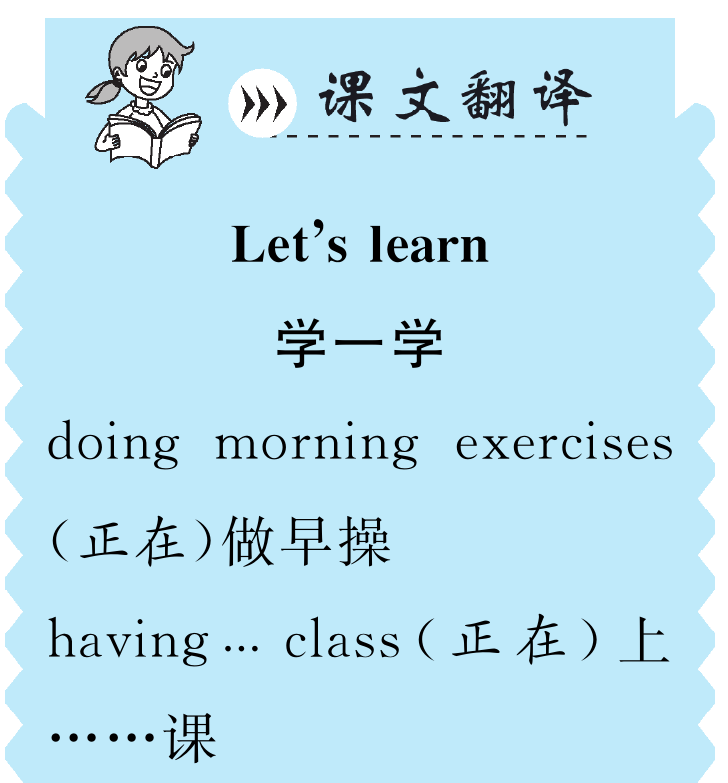 课文翻译
Let's learn
学一学
doing morning exercises
(正在)做早操
having… class(正在)上
……课